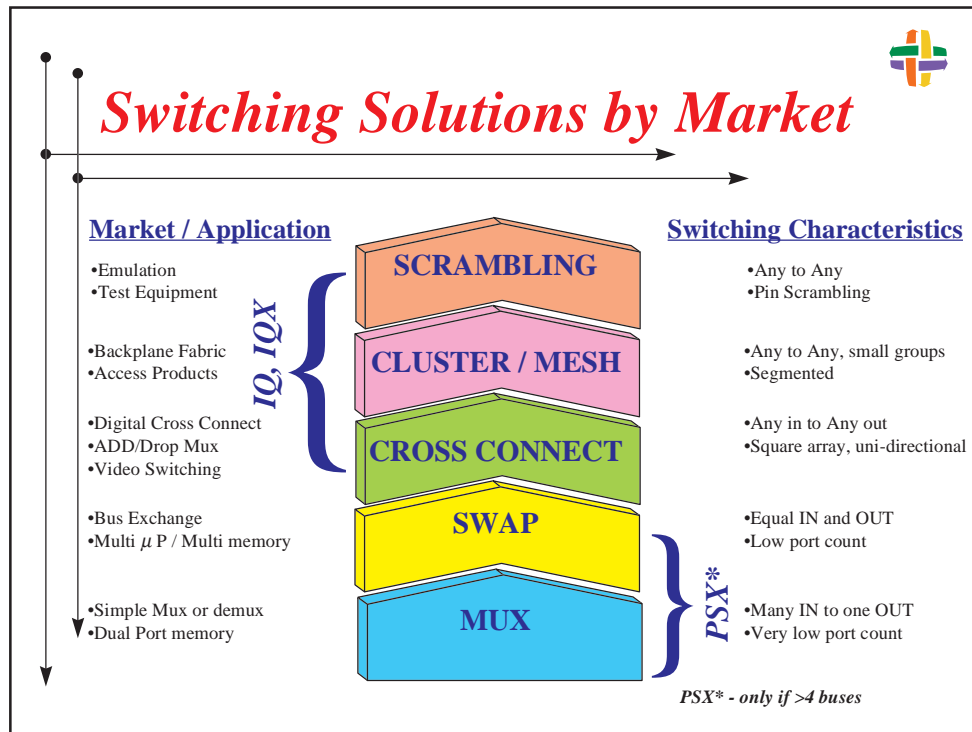 Switching Solutions by Market
Market / Application
Switching Characteristics
SCRAMBLING
•Emulation
•Test Equipment
•Any to Any
•Pin Scrambling
IQ, IQX
CLUSTER / MESH
•Backplane Fabric
•Access Products
•Any to Any, small groups
•Segmented
CROSS CONNECT
•Digital Cross Connect
•ADD/Drop Mux
•Video Switching
•Any in to Any out
•Square array, uni-directional
SWAP
•Bus Exchange
•Multi μ P / Multi memory
•Equal IN and OUT
•Low port count
PSX*
MUX
•Simple Mux or demux
•Dual Port memory
•Many IN to one OUT
•Very low port count
PSX* - only if >4 buses